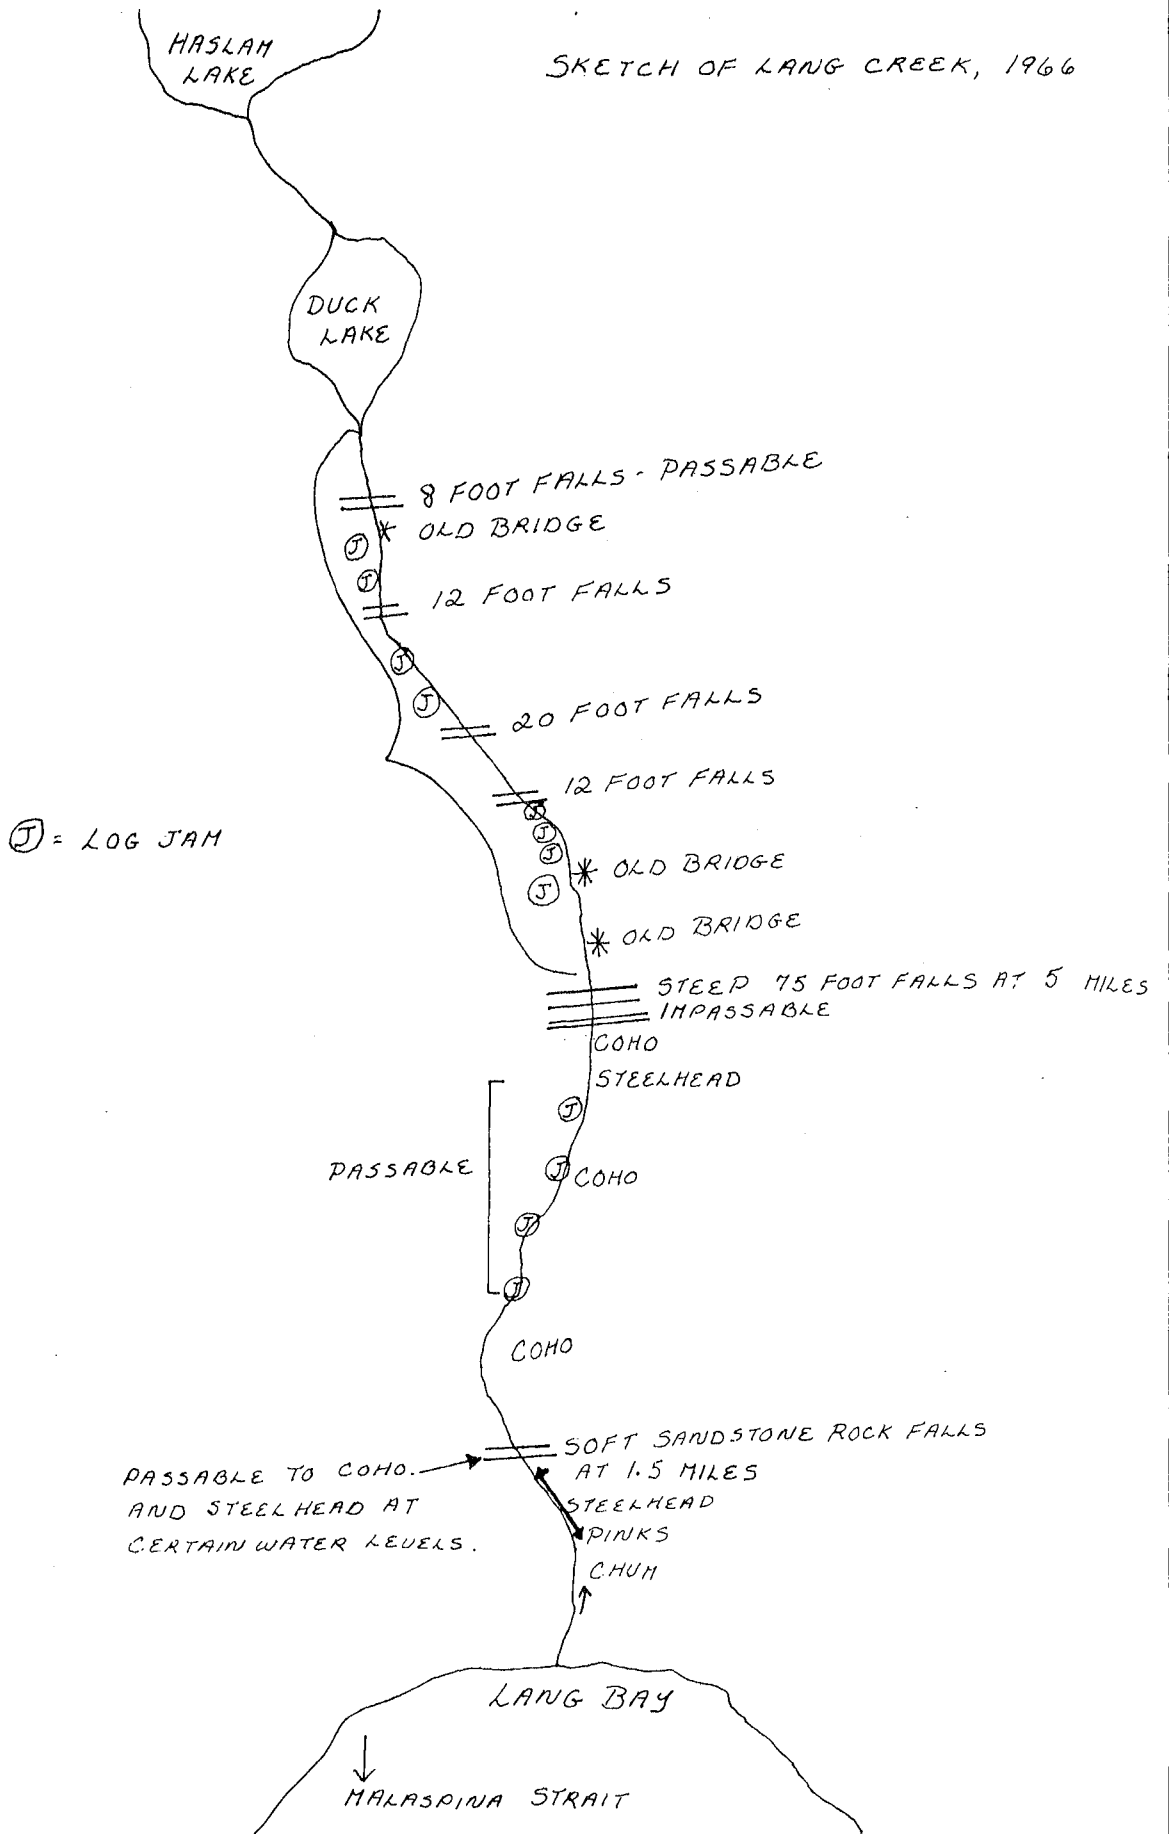 SKETCH OF LANG CREEK, 1966
HASLAM
LAKE
DUCK
LAKE
8 FOOT FALLS - PASSABLE
OLD BRIDGE
J
J
12 FOOT FALLS
J
J
20 FOOT FALLS
12 FOOT FALLS
J
J
J
J = LOG JAM
OLD BRIDGE
J
OLD BRIDGE
STEEP 75 FOOT FALLS AT 5 MILES
IMPASSABLE
COHO
STEELHEAD
J
PASSABLE
J COHO
J
J
COHO
SOFT SANDSTONE ROCK FALLS
AT 1.5 MILES
PASSABLE TO COHO.
AND STEELHEAD AT
CERTAIN WATER LEVELS.
STEELHEAD
PINKS
CHUM
LANG BAY
MALASPINA STRAIT